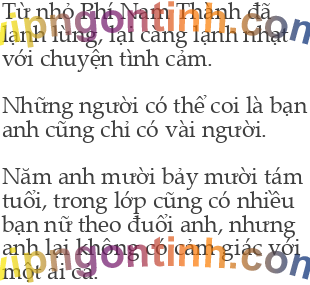 Từ nhỏ Phí Nam Thành đã
lạnh lùng, lại càng lạnh nhạt
với chuyện tình cảm.
Những người có thể coi là bạn
anh cũng chỉ có vài người.
Năm anh mười bảy mười tám
tuổi, trong lớp cũng có nhiều
bạn nữ theo đuổi anh, nhưng
anh lại không có cảm giác với
một ai cả.